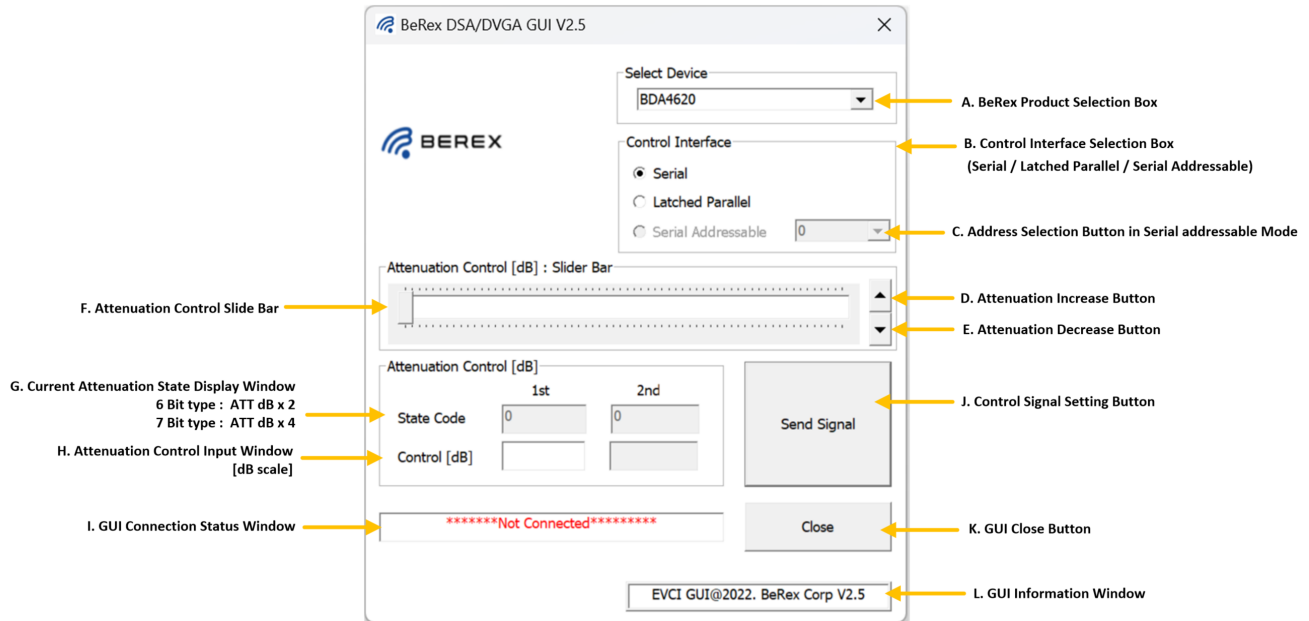 BeRex DSA/DVGA GUI V2.5
Select Device
BDA4620
A. BeRex Product Selection Box
BEREX
Control Interface
B. Control Interface Selection Box
(Serial / Latched Parallel / Serial Addressable)
Serial
Latched Parallel
Serial Addressable
0
C. Address Selection Button in Serial addressable Mode
Attenuation Control [dB] : Slider Bar
F. Attenuation Control Slide Bar
D. Attenuation Increase Button
E. Attenuation Decrease Button
Attenuation Control [dB]
1st 2nd
G. Current Attenuation State Display Window
6 Bit type : ATT dB x 2
7 Bit type : ATT dB x 4
State Code 0 0
Send Signal
J. Control Signal Setting Button
H. Attenuation Control Input Window
[dB scale]
Control [dB]
I. GUI Connection Status Window
*******Not Connected*********
Close
K. GUI Close Button
EVCI GUI@2022. BeRex Corp V2.5
L. GUI Information Window